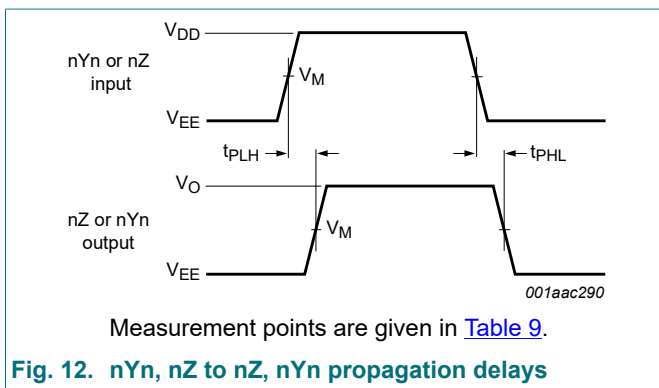 VDD
nYn or nZ
input
VM
VEE
tPLH
tPHL
VO
nZ or nYn
output
VM
VEE
001aac290
Measurement points are given in Table 9.
Fig. 12. nYn, nZ to nZ, nYn propagation delays